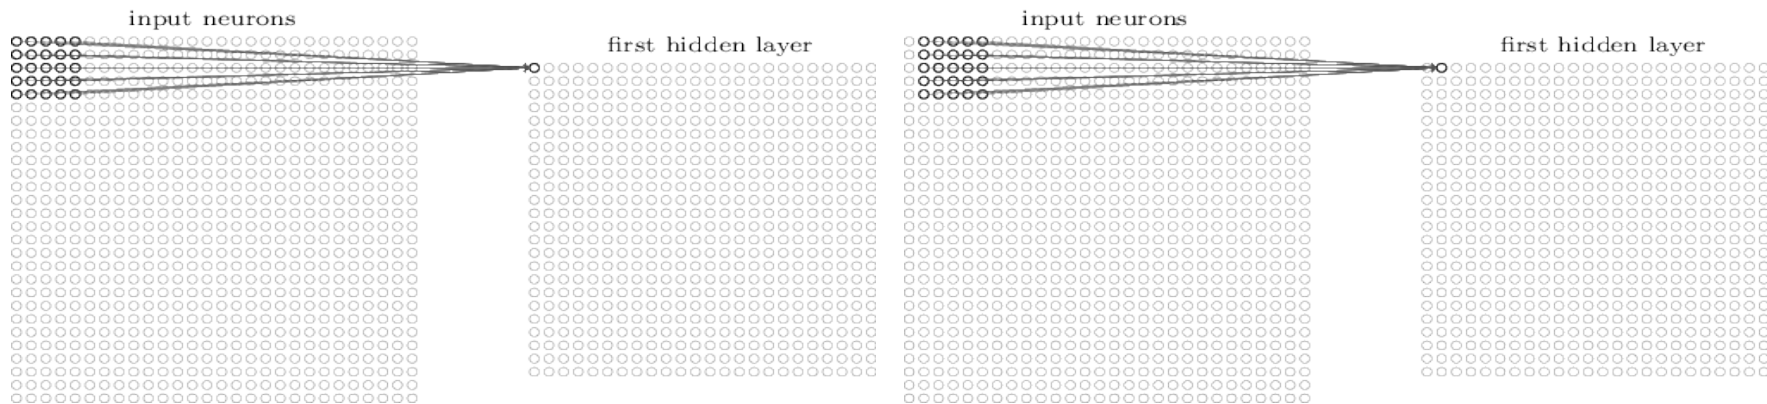 input neurons
first hidden layer
input neurons
first hidden layer